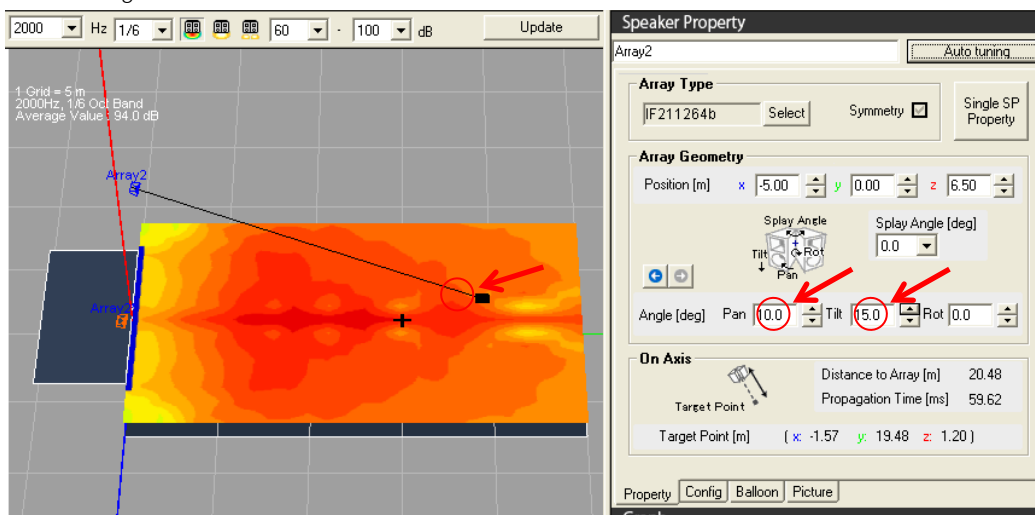 2000 Hz 1/6 60 - 100 dB Update
1 Grid = 5 m
2000Hz, 1/6 Oct Band
Average Value : 94.0 dB
Array2
Array2
Speaker Property
Array2 Auto tuning
Array Type
IF211264b Select Symmetry Single SP Property
Array Geometry
Position [m] x -5.00 y 0.00 z 6.50
Splay Angle
Tilt Rot
Pan
Splay Angle [deg]
0.0
Angle [deg] Pan 10.0 Tilt 15.0 Rot 0.0
On Axis
Target Point
Distance to Array [m] 20.48
Propagation Time [ms] 59.62
Target Point [m] ( x: -1.57 y: 19.48 z: 1.20 )
Property Config Balloon Picture